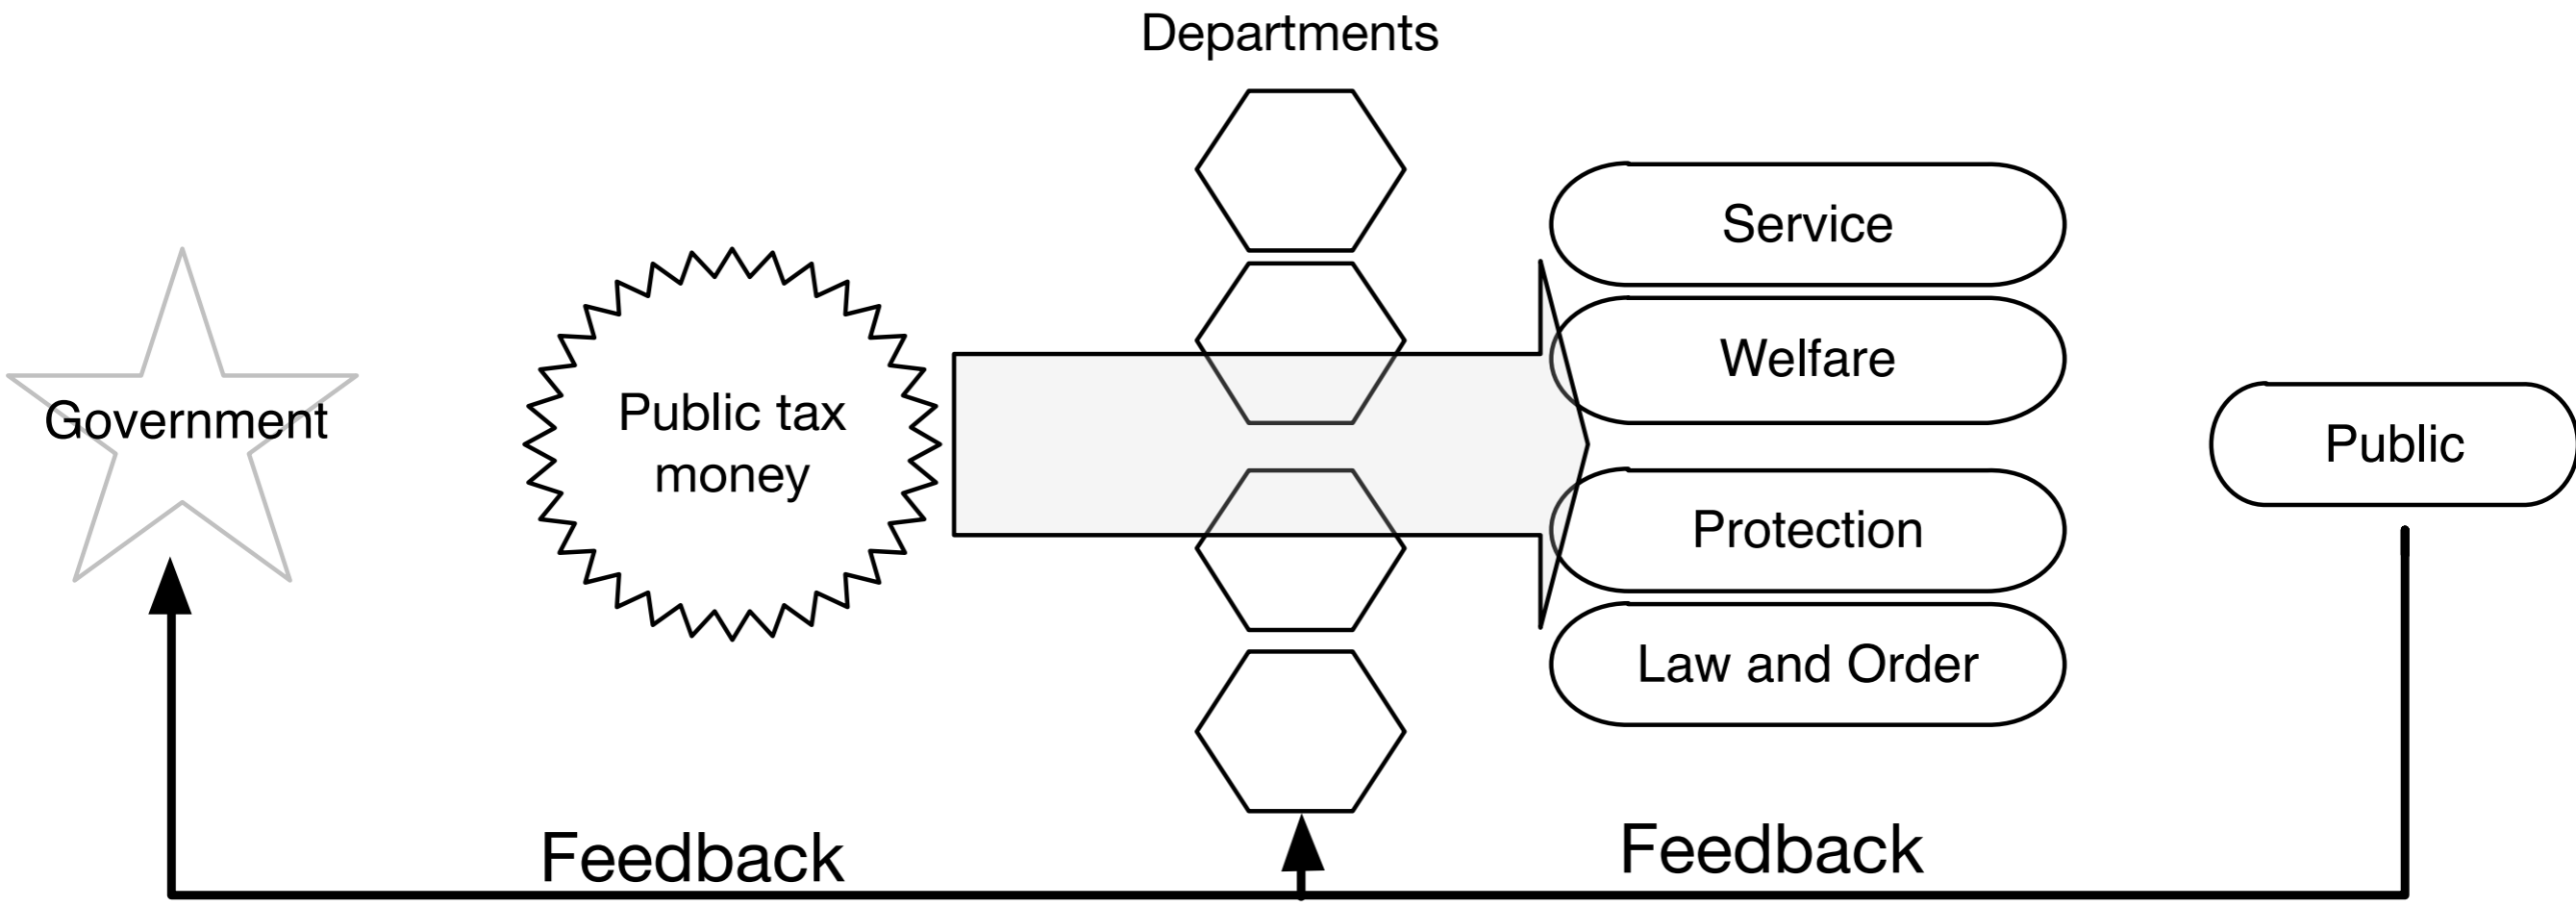 Departments
Government
Public tax
money
Service
Welfare
Protection
Law and Order
Public
Feedback
Feedback